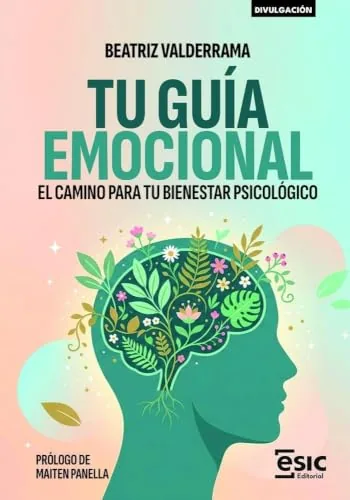 DIVULGACIÓN
BEATRIZ VALDERRAMA
TU GUÍA
EMOCIONAL
EL CAMINO PARA TU BIENESTAR PSICOLÓGICO
PRÓLOGO DE
MAITEN PANELLA
ESIC
Editorial